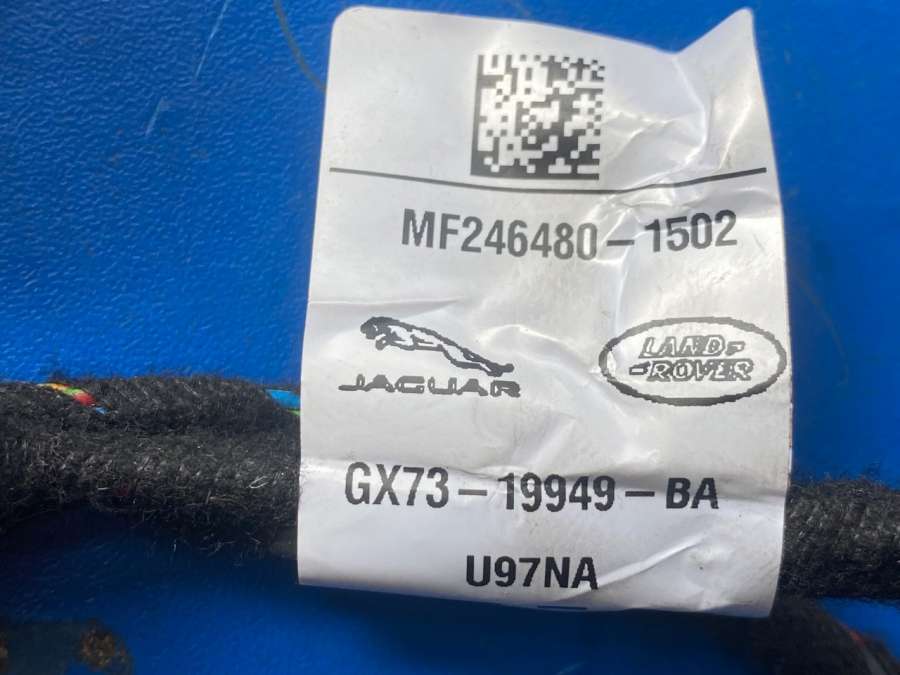 MF246480-1502
JAGUAR
LAND-
-ROVER
GX73-19949-BA
U97NA